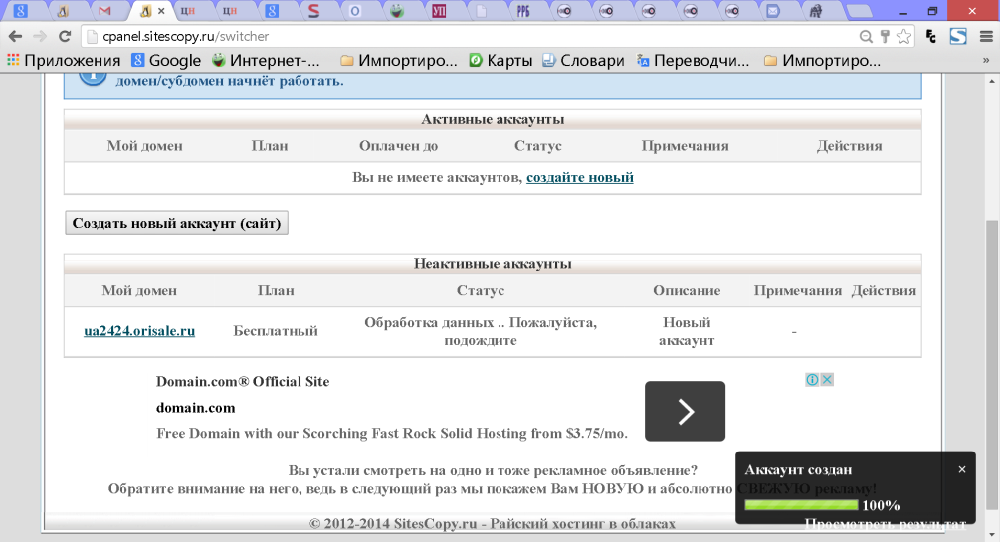 cpanel.sitescopy.ru/switcher
Приложения Google Интернет-... Импортиро... Карты Словари Переводчи... Импортиро... »
домен/субдомен начнёт работать.
Активные аккаунты
Мой домен План Оплачен до Статус Примечания Действия
Вы не имеете аккаунтов, создайте новый
Создать новый аккаунт (сайт)
Неактивные аккаунты
Мой домен План Статус Описание Примечания Действия
ua2424.orisale.ru Бесплатный Обработка данных .. Пожалуйста, Новый -
подождите аккаунт
Domain.com® Official Site
domain.com
Free Domain with our Scorching Fast Rock Solid Hosting from $3.75/mo.
Вы устали смотреть на одно и тоже рекламное объявление?
Обратите внимание на него, ведь в следующий раз мы покажем Вам НОВУЮ и абсолютно СВЕЖУЮ рекламу!
Аккаунт создан ×
100%
Просмотреть результат
© 2012-2014 SitesCopy.ru - Райский хостинг в облаках